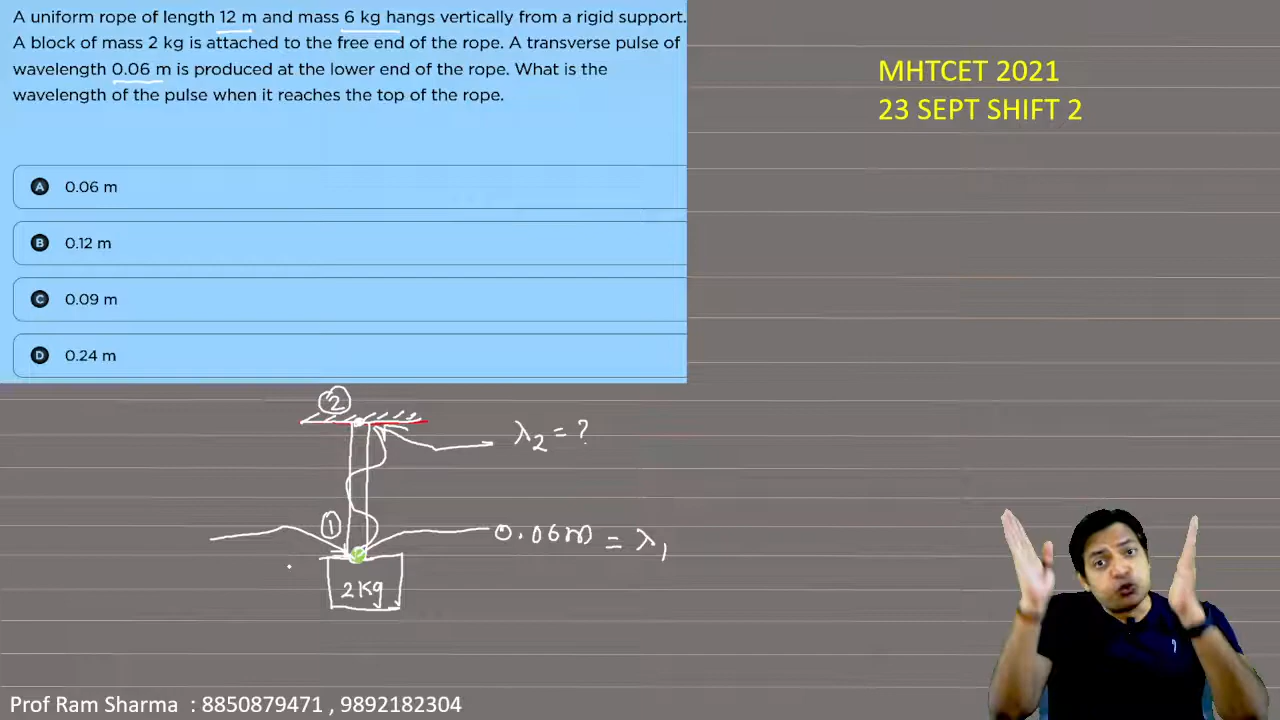 A uniform rope of length 12 m and mass 6 kg hangs vertically from a rigid support.
A block of mass 2 kg is attached to the free end of the rope. A transverse pulse of
wavelength 0.06 m is produced at the lower end of the rope. What is the
wavelength of the pulse when it reaches the top of the rope.
MHTCET 2021
23 SEPT SHIFT 2
A 0.06 m
B 0.12 m
C 0.09 m
D 0.24 m
2
λ2 = ?
1
0.06m = λ1
2Kg
Prof Ram Sharma : 8850879471 , 9892182304